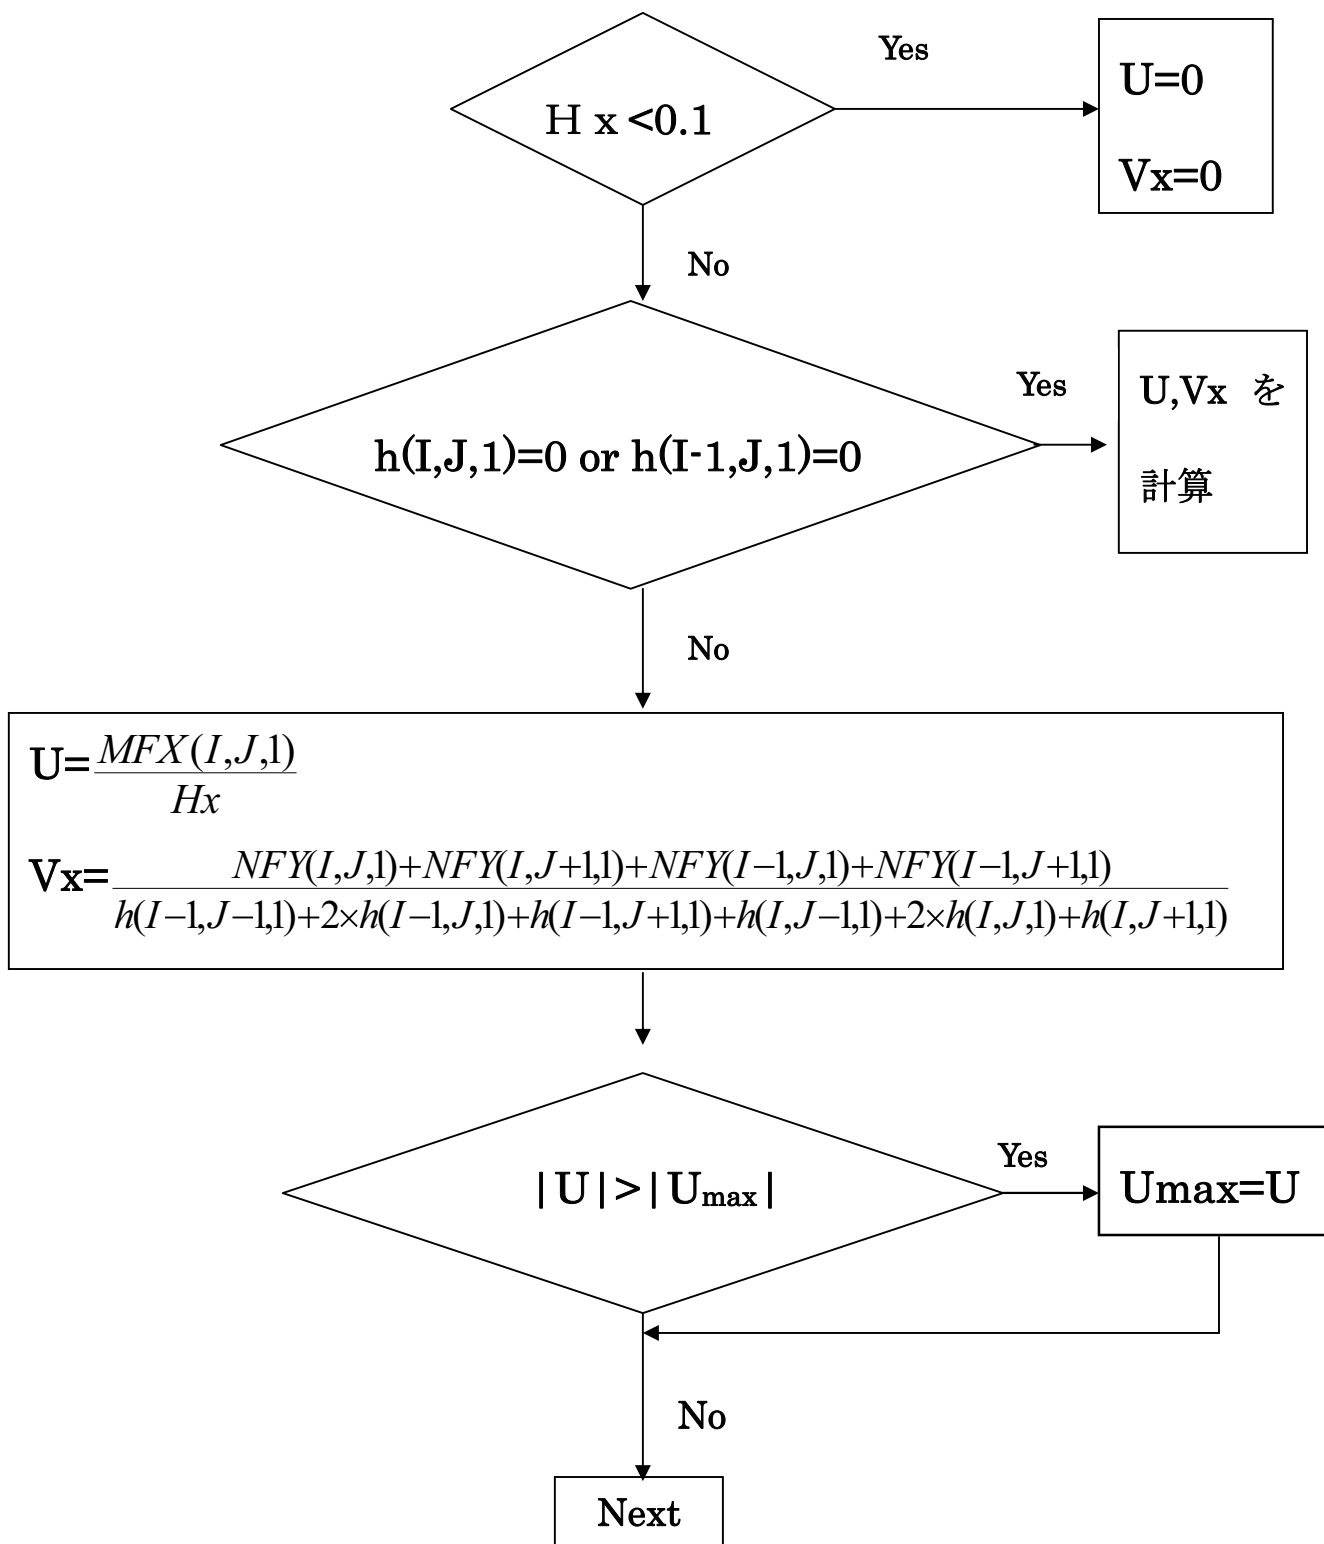 Yes
H x <0.1
U=0
Vx=0
No
Yes
h(I,J,1)=0 or h(I-1,J,1)=0
U,Vx を
計算
No
U=MFX(I,J,1)/Hx
Vx=NFY(I,J,1)+NFY(I,J+1,1)+NFY(I−1,J,1)+NFY(I−1,J+1,1)
h(I−1,J−1,1)+2×h(I−1,J,1)+h(I−1,J+1,1)+h(I,J−1,1)+2×h(I,J,1)+h(I,J+1,1)
Yes
|U|>|Umax|
Umax=U
No
Next